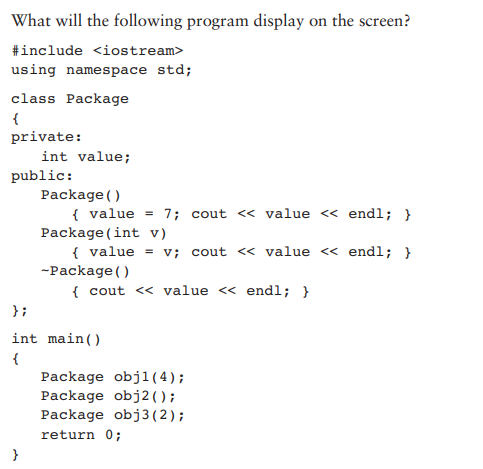 What will the following program display on the screen?
#include <iostream>
using namespace std;
class Package
{
private:
int value;
public:
Package()
{ value = 7; cout << value << endl; }
Package(int v)
{ value = v; cout << value << endl; }
~Package()
{ cout << value << endl; }
};
int main()
{
Package obj1(4);
Package obj2();
Package obj3(2);
return 0;
}